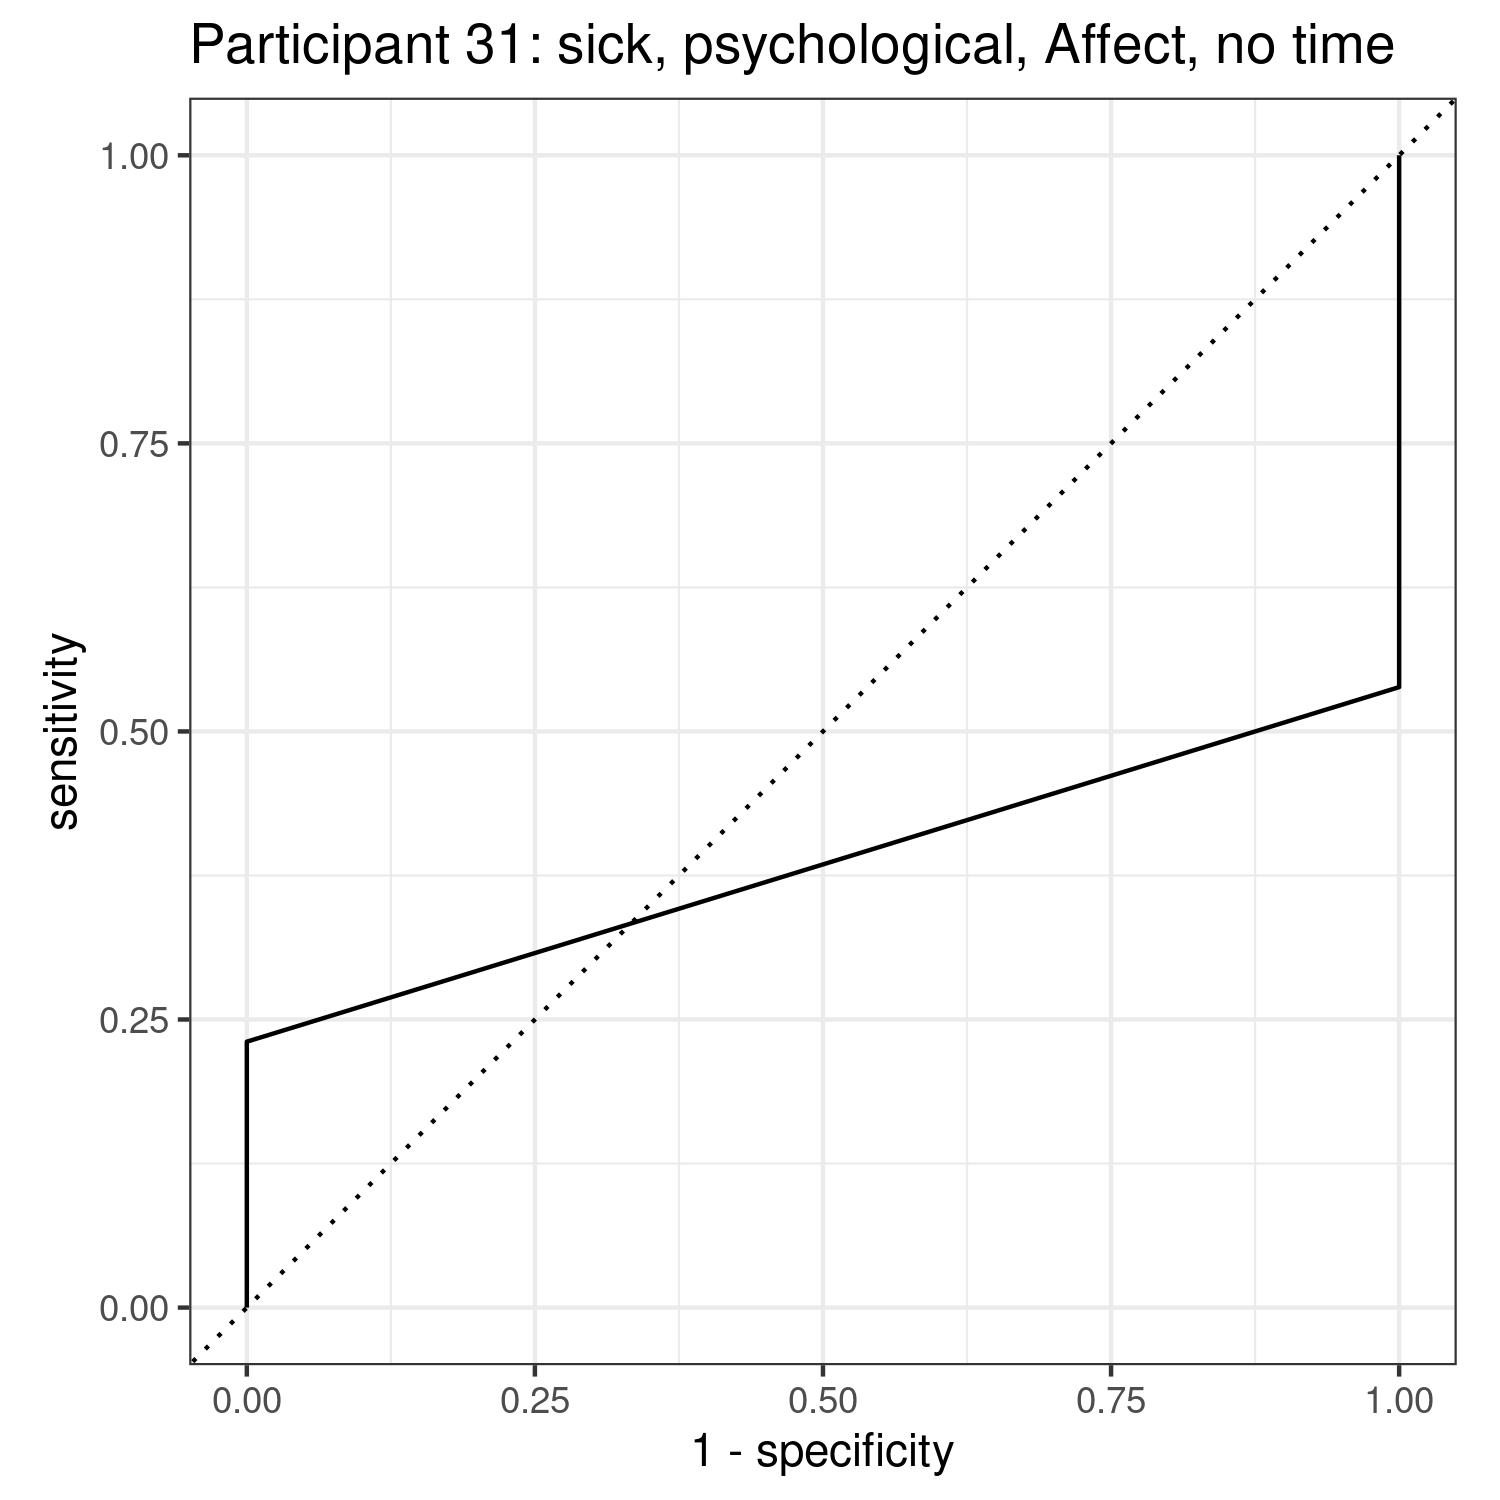 Participant 31: sick, psychological, Affect, no time
1.00
0.75
0.50
0.25
0.00
sensitivity
0.00 0.25 0.50 0.75 1.00
1 - specificity